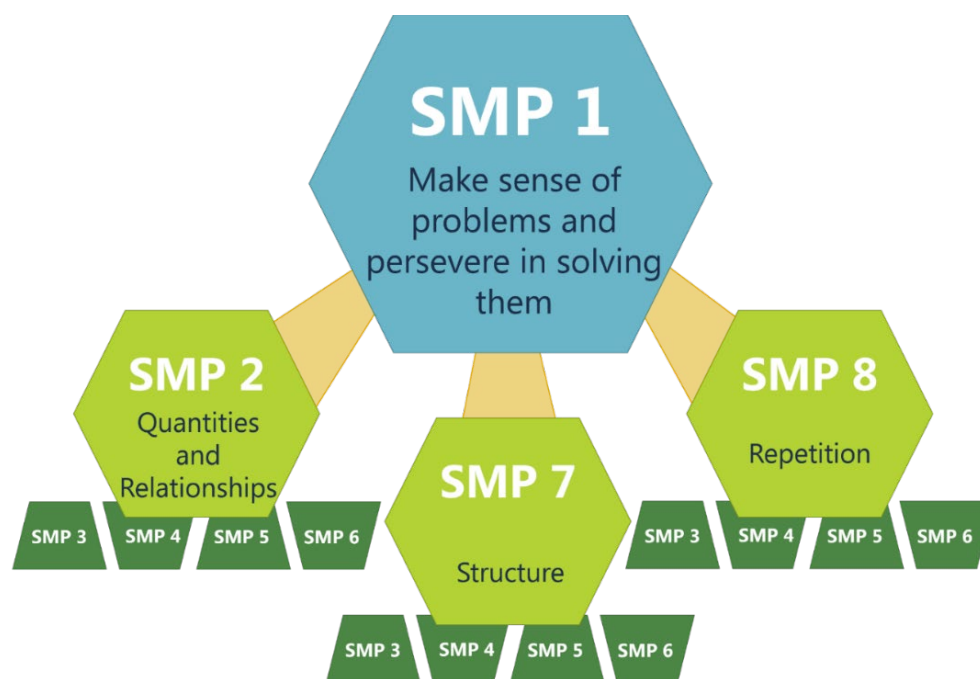 SMP 1
Make sense of
problems and
persevere in solving
them
SMP 2
Quantities
and
Relationships
SMP 3
SMP 4
SMP 5
SMP 6
SMP 7
Structure
SMP 3
SMP 4
SMP 5
SMP 6
SMP 8
Repetition
SMP 3
SMP 4
SMP 5
SMP 6